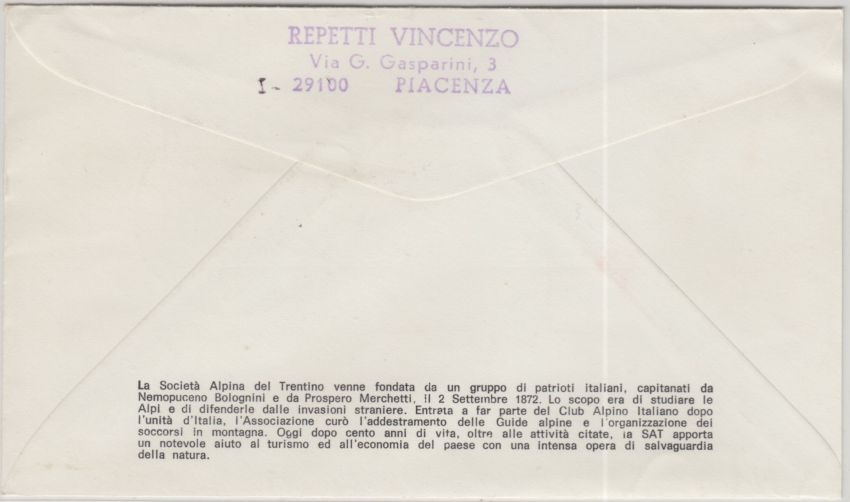 REPETTI VINCENZO
Via G. Gasparini, 3
I - 29100 PIACENZA
La Società Alpina del Trentino venne fondata da un gruppo di patrioti italiani, capitanati da
Nemopuceno Bolognini e da Prospero Merchetti, il 2 Settembre 1872. Lo scopo era di studiare le
Alpi e di difenderle dalle invasioni straniere. Entrata a far parte del Club Alpino Italiano dopo
l'unità d'Italia, l'Associazione curò l'addestramento delle Guide alpine e l'organizzazione dei
soccorsi in montagna. Oggi dopo cento anni di vita, oltre alle attività citate, la SAT apporta
un notevole aiuto al turismo ed all'economia del paese con una intensa opera di salvaguardia
della natura.